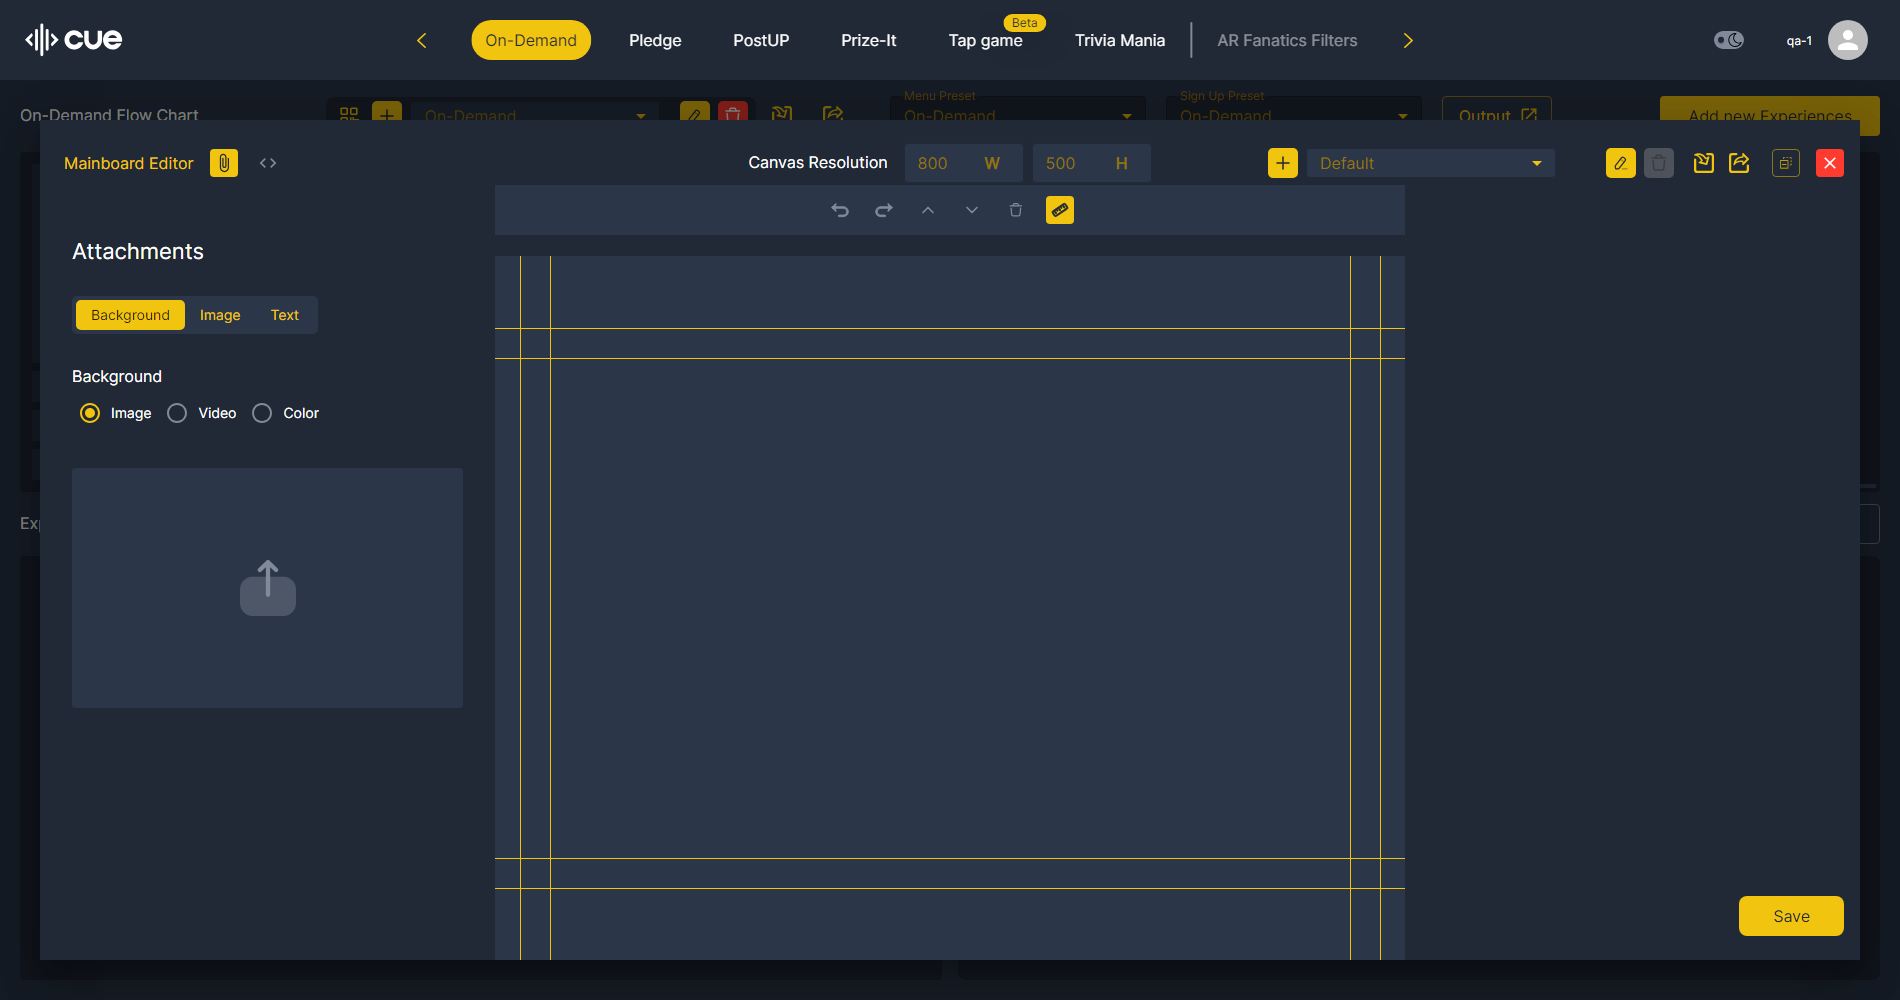 cue
On-Demand
Pledge
PostUP
Prize-It
Tap game
Beta
Trivia Mania
AR Fanatics Filters
qa-1
On-Demand Flow Chart
On-Demand
Menu Preset
On-Demand
Sign Up Preset
On-Demand
Output
Add new Experiences
Mainboard Editor
Canvas Resolution
800 W
500 H
Default
Attachments
Background Image Text
Background
Image Video Color
Save